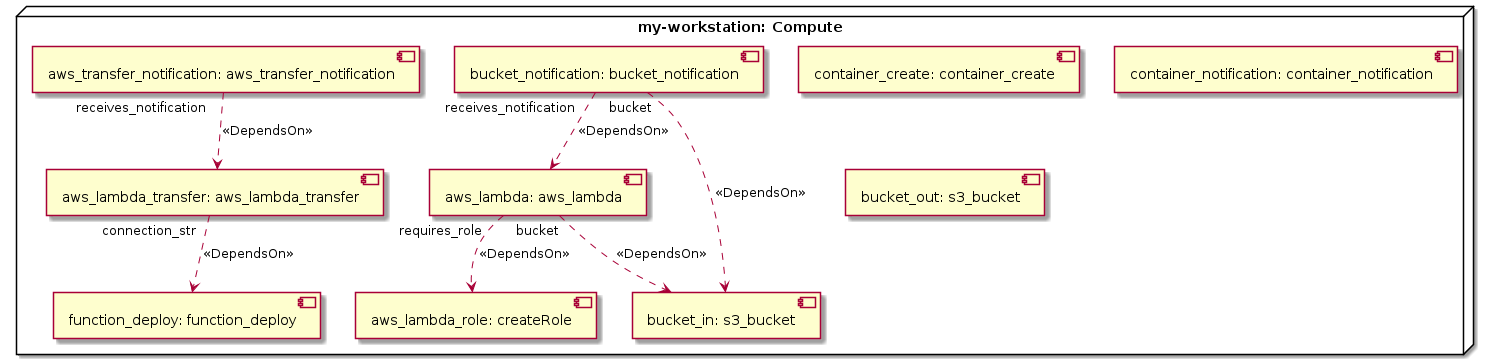 my-workstation: Compute
aws_transfer_notification: aws_transfer_notification
bucket_notification: bucket_notification
container_create: container_create
container_notification: container_notification
receives_notification
receives_notification
bucket
«DependsOn»
«DependsOn»
«DependsOn»
aws_lambda_transfer: aws_lambda_transfer
aws_lambda: aws_lambda
bucket_out: s3_bucket
connection_str
requires_role
bucket
«DependsOn»
«DependsOn»
«DependsOn»
function_deploy: function_deploy
aws_lambda_role: createRole
bucket_in: s3_bucket